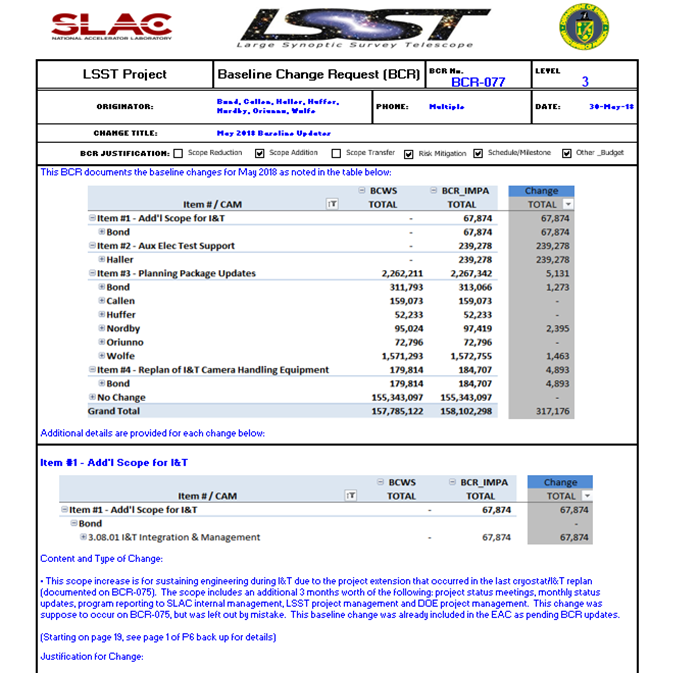 SLAC
NATIONAL ACCELERATOR LABORATORY
LSST
Large Synoptic Survey Telescope
LSST Project
Baseline Change Request (BCR)
BCR No.
BCR-077
LEVEL
3
ORIGINATOR:
Bond, Callen, Haller, Huffer,
Nordby, Oriunno, Wolfe
PHONE:
Multiple
DATE:
30-May-18
CHANGE TITLE:
May 2018 Baseline Updates
BCR JUSTIFICATION: Scope Reduction Scope Addition Scope Transfer Risk Mitigation Schedule/Milestone Other _Budget
This BCR documents the baseline changes for May 2018 as noted in the table below:
BCWS BCR_IMPA Change
Item # / CAM TOTAL TOTAL TOTAL
Item #1 - Add'l Scope for I&T - 67,874 67,874
Bond - 67,874 67,874
Item #2 - Aux Elec Test Support - 239,278 239,278
Haller - 239,278 239,278
Item #3 - Planning Package Updates 2,262,211 2,267,342 5,131
Bond 311,793 313,066 1,273
Callen 159,073 159,073 -
Huffer 52,233 52,233 -
Nordby 95,024 97,419 2,395
Oriunno 72,796 72,796 -
Wolfe 1,571,293 1,572,755 1,463
Item #4 - Replan of I&T Camera Handling Equipment 179,814 184,707 4,893
Bond 179,814 184,707 4,893
No Change 155,343,097 155,343,097 -
Grand Total 157,785,122 158,102,298 317,176
Additional details are provided for each change below:
Item #1 - Add'l Scope for I&T
BCWS BCR_IMPA Change
Item # / CAM TOTAL TOTAL TOTAL
Item #1 - Add'l Scope for I&T - 67,874 67,874
Bond -
3.08.01 I&T Integration & Management - 67,874 67,874
Content and Type of Change:
• This scope increase is for sustaining engineering during I&T due to the project extension that occurred in the last cryostat/I&T replan
(documented on BCR-075). The scope includes an additional 3 months worth of the following: project status meetings, monthly status
updates, program reporting to SLAC internal management, LSST project management and DOE project management. This change was
suppose to occur on BCR-075, but was left out by mistake. This baseline change was already included in the EAC as pending BCR updates.
(Starting on page 19, see page 1 of P6 back up for details)
Justification for Change: